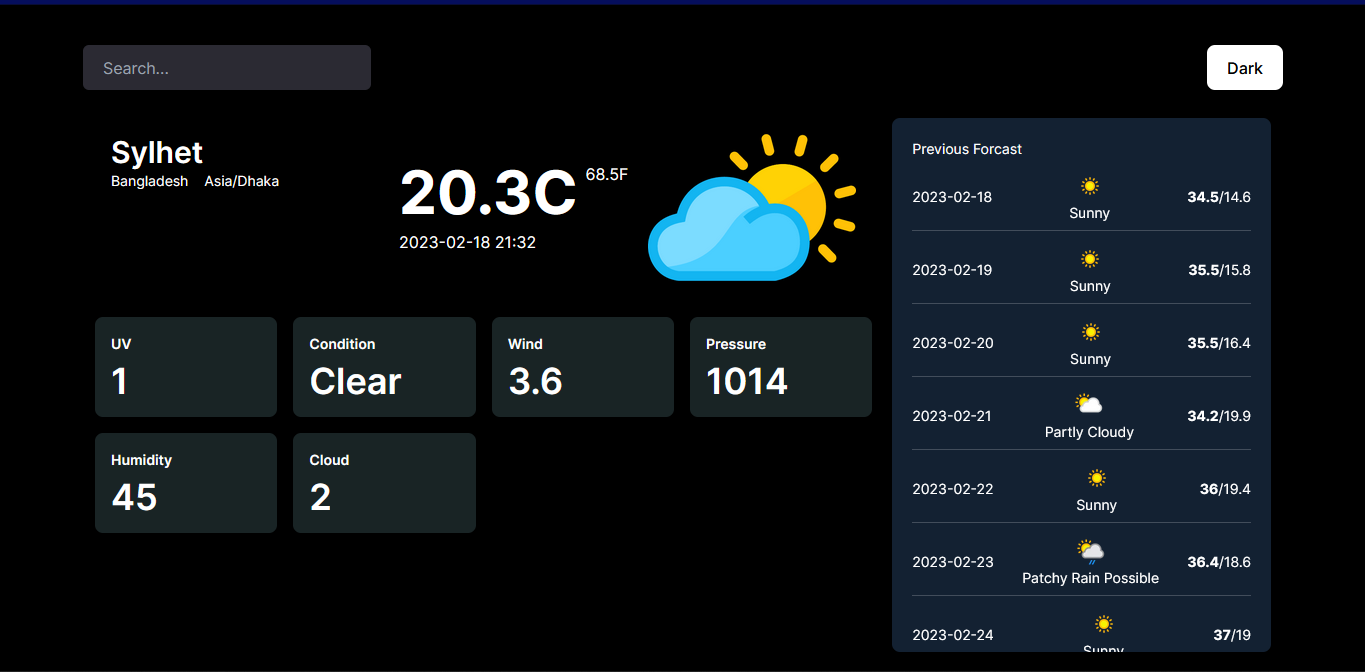 Search...
Dark
Sylhet
Bangladesh Asia/Dhaka
20.3C 68.5F
2023-02-18 21:32
UV
1
Condition
Clear
Wind
3.6
Pressure
1014
Humidity
45
Cloud
2
Previous Forcast
2023-02-18 Sunny 34.5/14.6
2023-02-19 Sunny 35.5/15.8
2023-02-20 Sunny 35.5/16.4
2023-02-21 Partly Cloudy 34.2/19.9
2023-02-22 Sunny 36/19.4
2023-02-23 Patchy Rain Possible 36.4/18.6
2023-02-24 Sunny 37/19